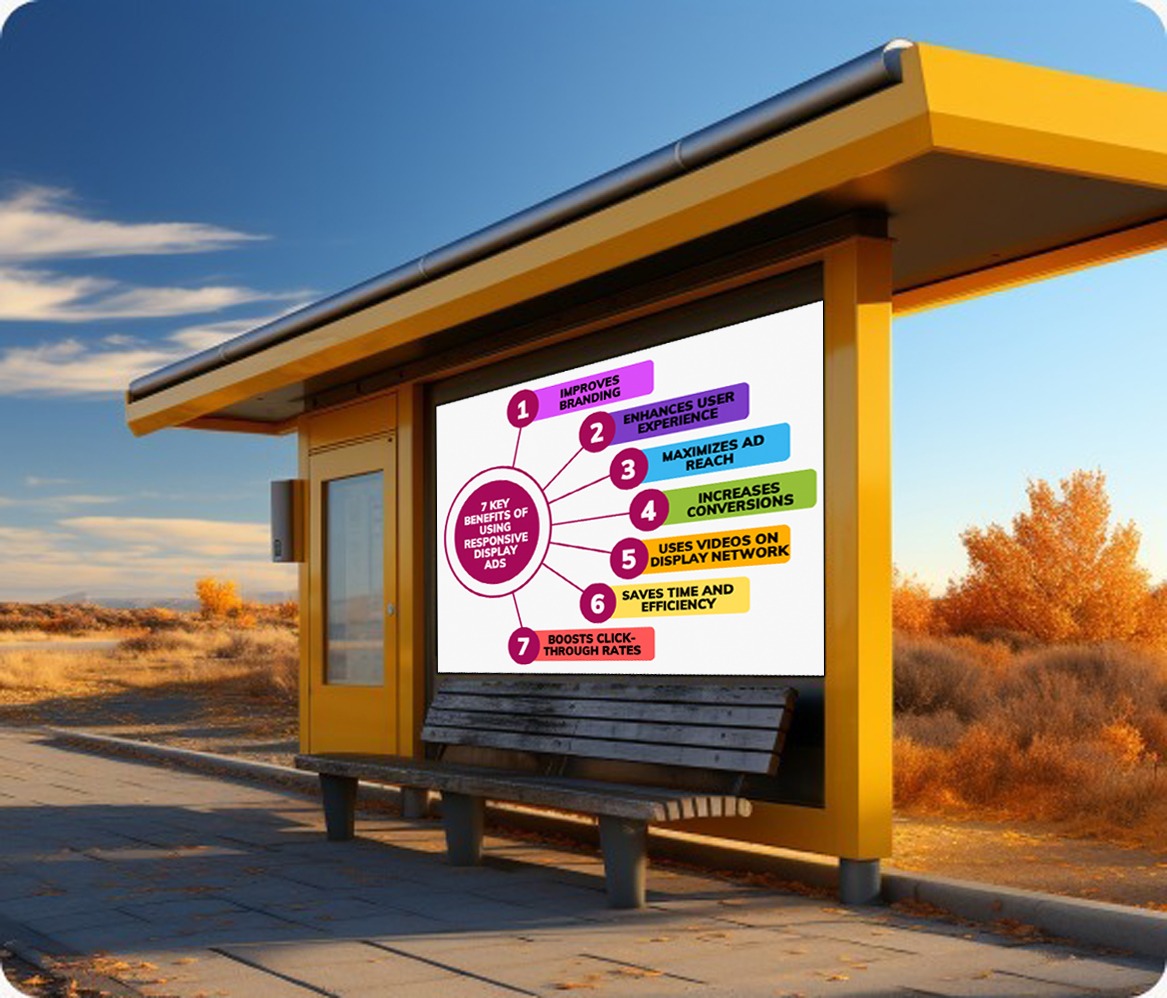 7 KEY
BENEFITS OF
USING
RESPONSIVE
DISPLAY
ADS
1
IMPROVES
BRANDING
2
ENHANCES USER
EXPERIENCE
3
MAXIMIZES AD
REACH
4
INCREASES
CONVERSIONS
5
USES VIDEOS ON
DISPLAY NETWORK
6
SAVES TIME AND
EFFICIENCY
7
BOOSTS CLICK-
THROUGH RATES